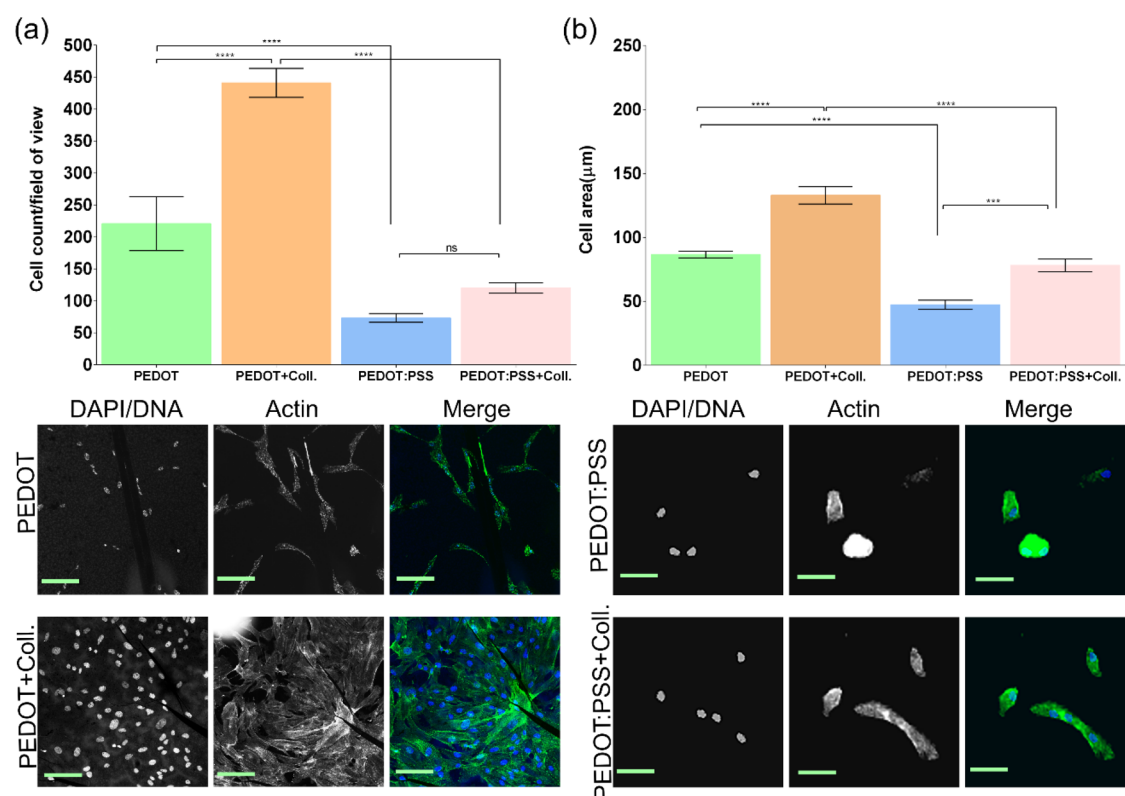 (a)
Cell count/field of view
500
450
400
350
300
250
200
150
100
50
0
****
****
****
ns
PEDOT
PEDOT+Coll.
PEDOT:PSS
PEDOT:PSS+Coll.
(b)
Cell area(μm)
250
200
150
100
50
0
****
****
****
***
PEDOT
PEDOT+Coll.
PEDOT:PSS
PEDOT:PSS+Coll.
DAPI/DNA
Actin
Merge
PEDOT
PEDOT+Coll.
DAPI/DNA
Actin
Merge
PEDOT:PSS
PEDOT:PSS+Coll.